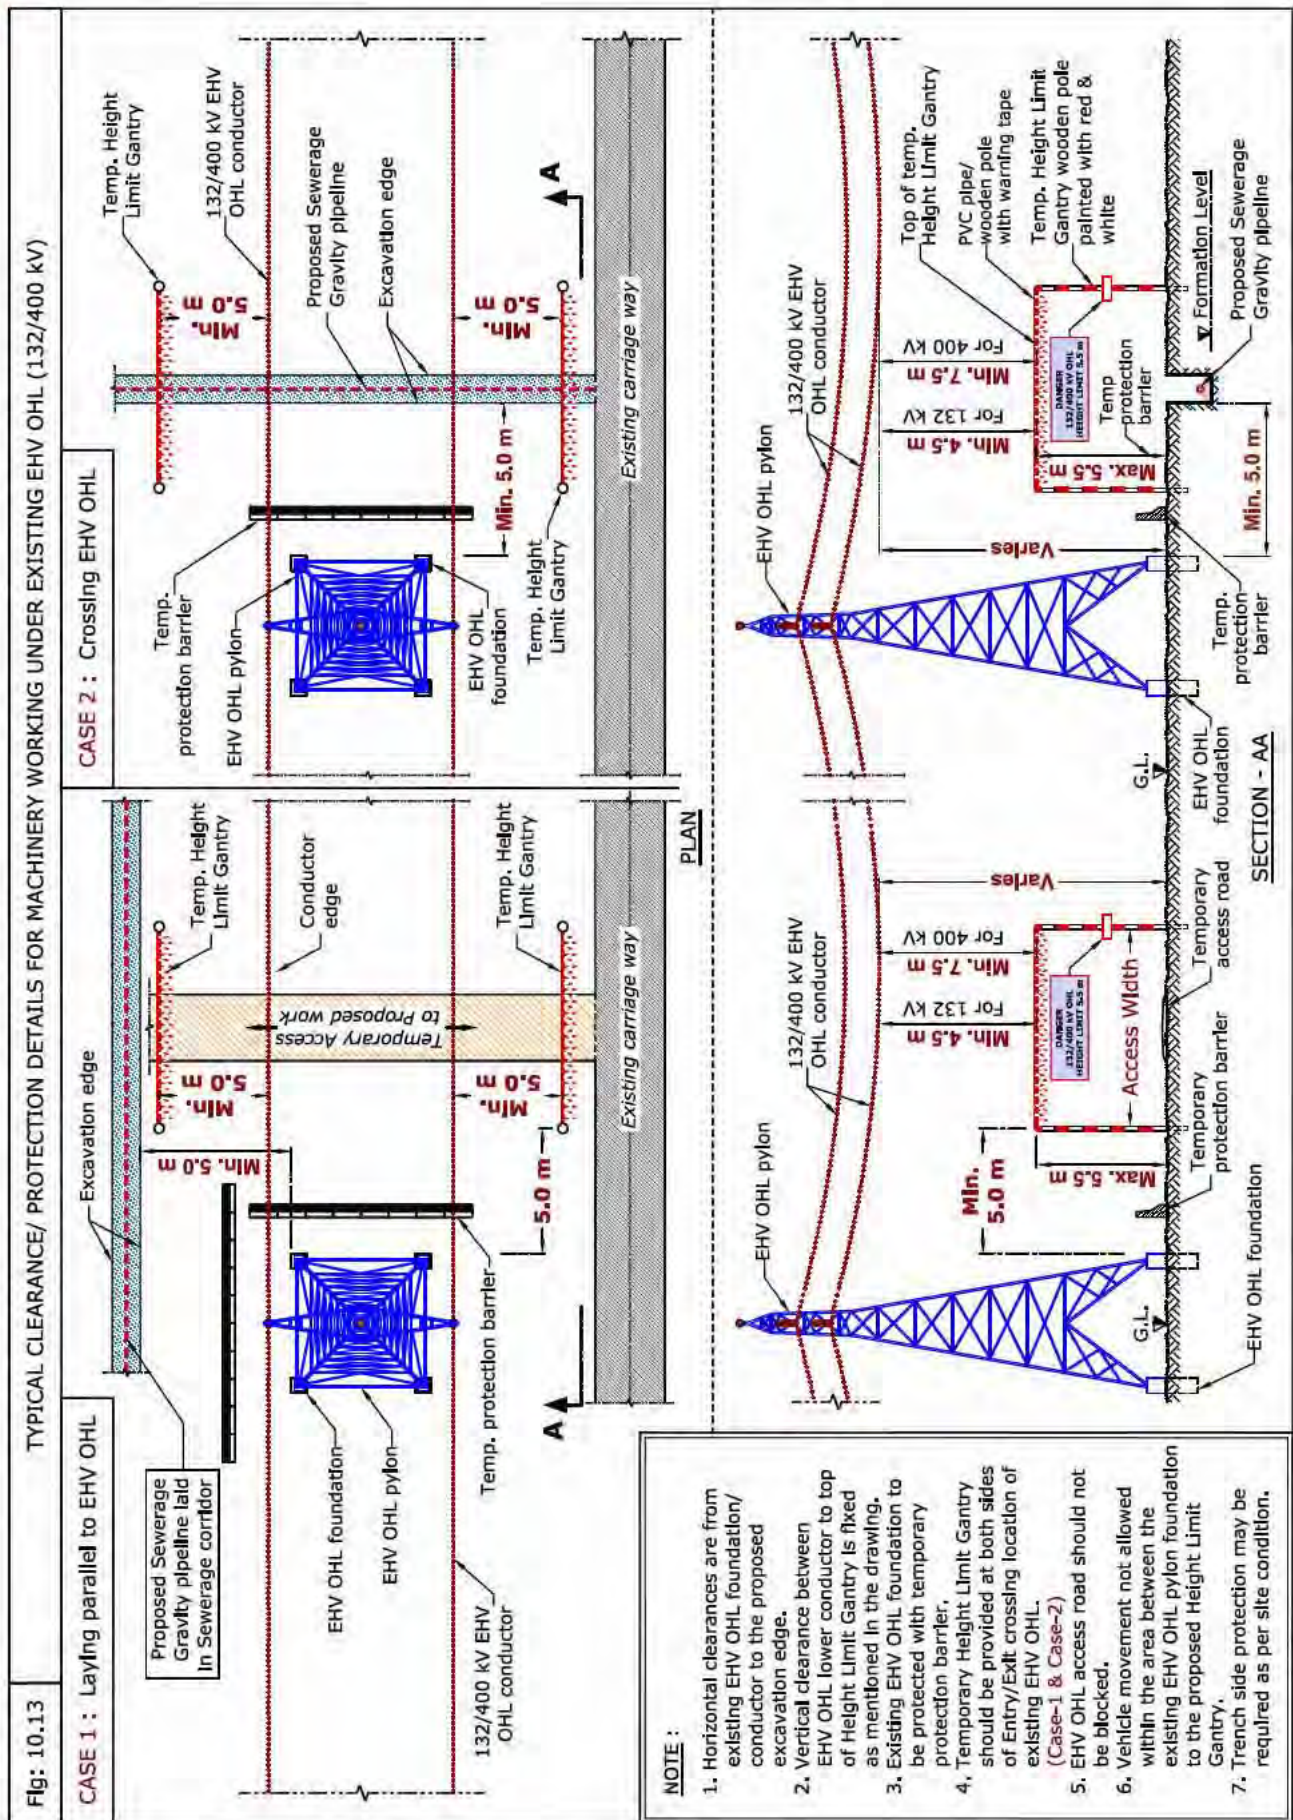 Fig: 10.13
TYPICAL CLEARANCE/ PROTECTION DETAILS FOR MACHINERY WORKING UNDER EXISTING EHV OHL (132/400 kV)
CASE 1 : Laying parallel to EHV OHL
Proposed Sewerage
Gravity pipeline laid
in Sewerage corridor
Excavation edge
Min. 5.0 m
Min.
5.0 m
Min.
5.0 m
5.0 m
Temp. Height
Limit Gantry
Conductor
edge
Temporary Access
to Proposed work
Temp. Height
Limit Gantry
EHV OHL foundation
EHV OHL pylon
Temp. protection barrier
132/400 kV EHV
OHL conductor
A
Existing carriage way
CASE 2 : Crossing EHV OHL
Temp.
protection barrier
EHV OHL pylon
EHV OHL
foundation
Temp. Height
Limit Gantry
Min. 5.0 m
Min.
5.0 m
Min.
5.0 m
Temp. Height
Limit Gantry
132/400 kV EHV
OHL conductor
Proposed Sewerage
Gravity pipeline
Excavation edge
A
Existing carriage way
PLAN
EHV OHL pylon
132/400 kV EHV
OHL conductor
Min. 4.5 m
For 132 kV
Min. 7.5 m
For 400 kV
Varies
Min.
5.0 m
Max. 5.5 m
DANGER
132/400 kV OHL
HEIGHT LIMIT 5.5 m
Access Width
G.L.
EHV OHL foundation
Temporary
protection barrier
Temporary
access road
EHV OHL pylon
132/400 kV EHV
OHL conductor
Varies
Min. 4.5 m
For 132 kV
Min. 7.5 m
For 400 kV
Top of temp.
Height Limit Gantry
PVC pipe/
wooden pole
with warning tape
Temp. Height Limit
Gantry wooden pole
painted with red &
white
Max. 5.5 m
DANGER
132/400 kV OHL
HEIGHT LIMIT 5.5 m
Temp
protection
barrier
Formation Level
Proposed Sewerage
Gravity pipeline
Min. 5.0 m
Temp.
protection
barrier
G.L.
EHV OHL
foundation
SECTION - AA
NOTE :
1. Horizontal clearances are from
existing EHV OHL foundation/
conductor to the proposed
excavation edge.
2. Vertical clearance between
EHV OHL lower conductor to top
of Height Limit Gantry is fixed
as mentioned in the drawing.
3. Existing EHV OHL foundation to
be protected with temporary
protection barrier.
4. Temporary Height Limit Gantry
should be provided at both sides
of Entry/Exit crossing location of
existing EHV OHL.
(Case-1 & Case-2)
5. EHV OHL access road should not
be blocked.
6. Vehicle movement not allowed
within the area between the
existing EHV OHL pylon foundation
to the proposed Height Limit
Gantry.
7. Trench side protection may be
required as per site condition.